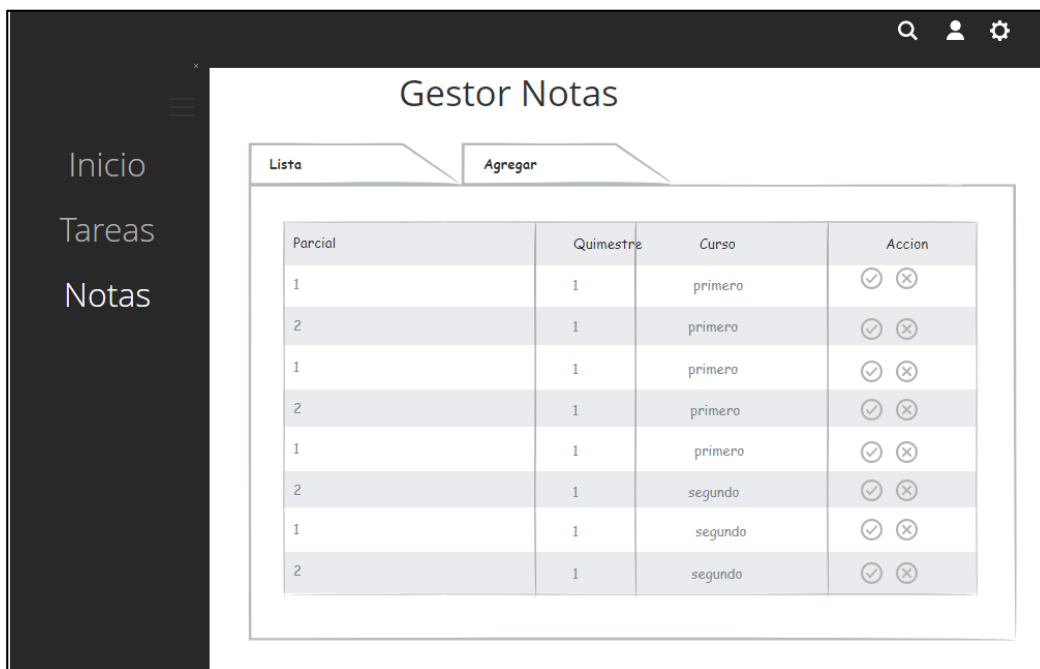 Gestor Notas
Inicio
Tareas
Notas
Lista Agregar
Parcial Quimestre Curso Accion
1 1 primero
2 1 primero
1 1 primero
2 1 primero
1 1 primero
2 1 segundo
1 1 segundo
2 1 segundo